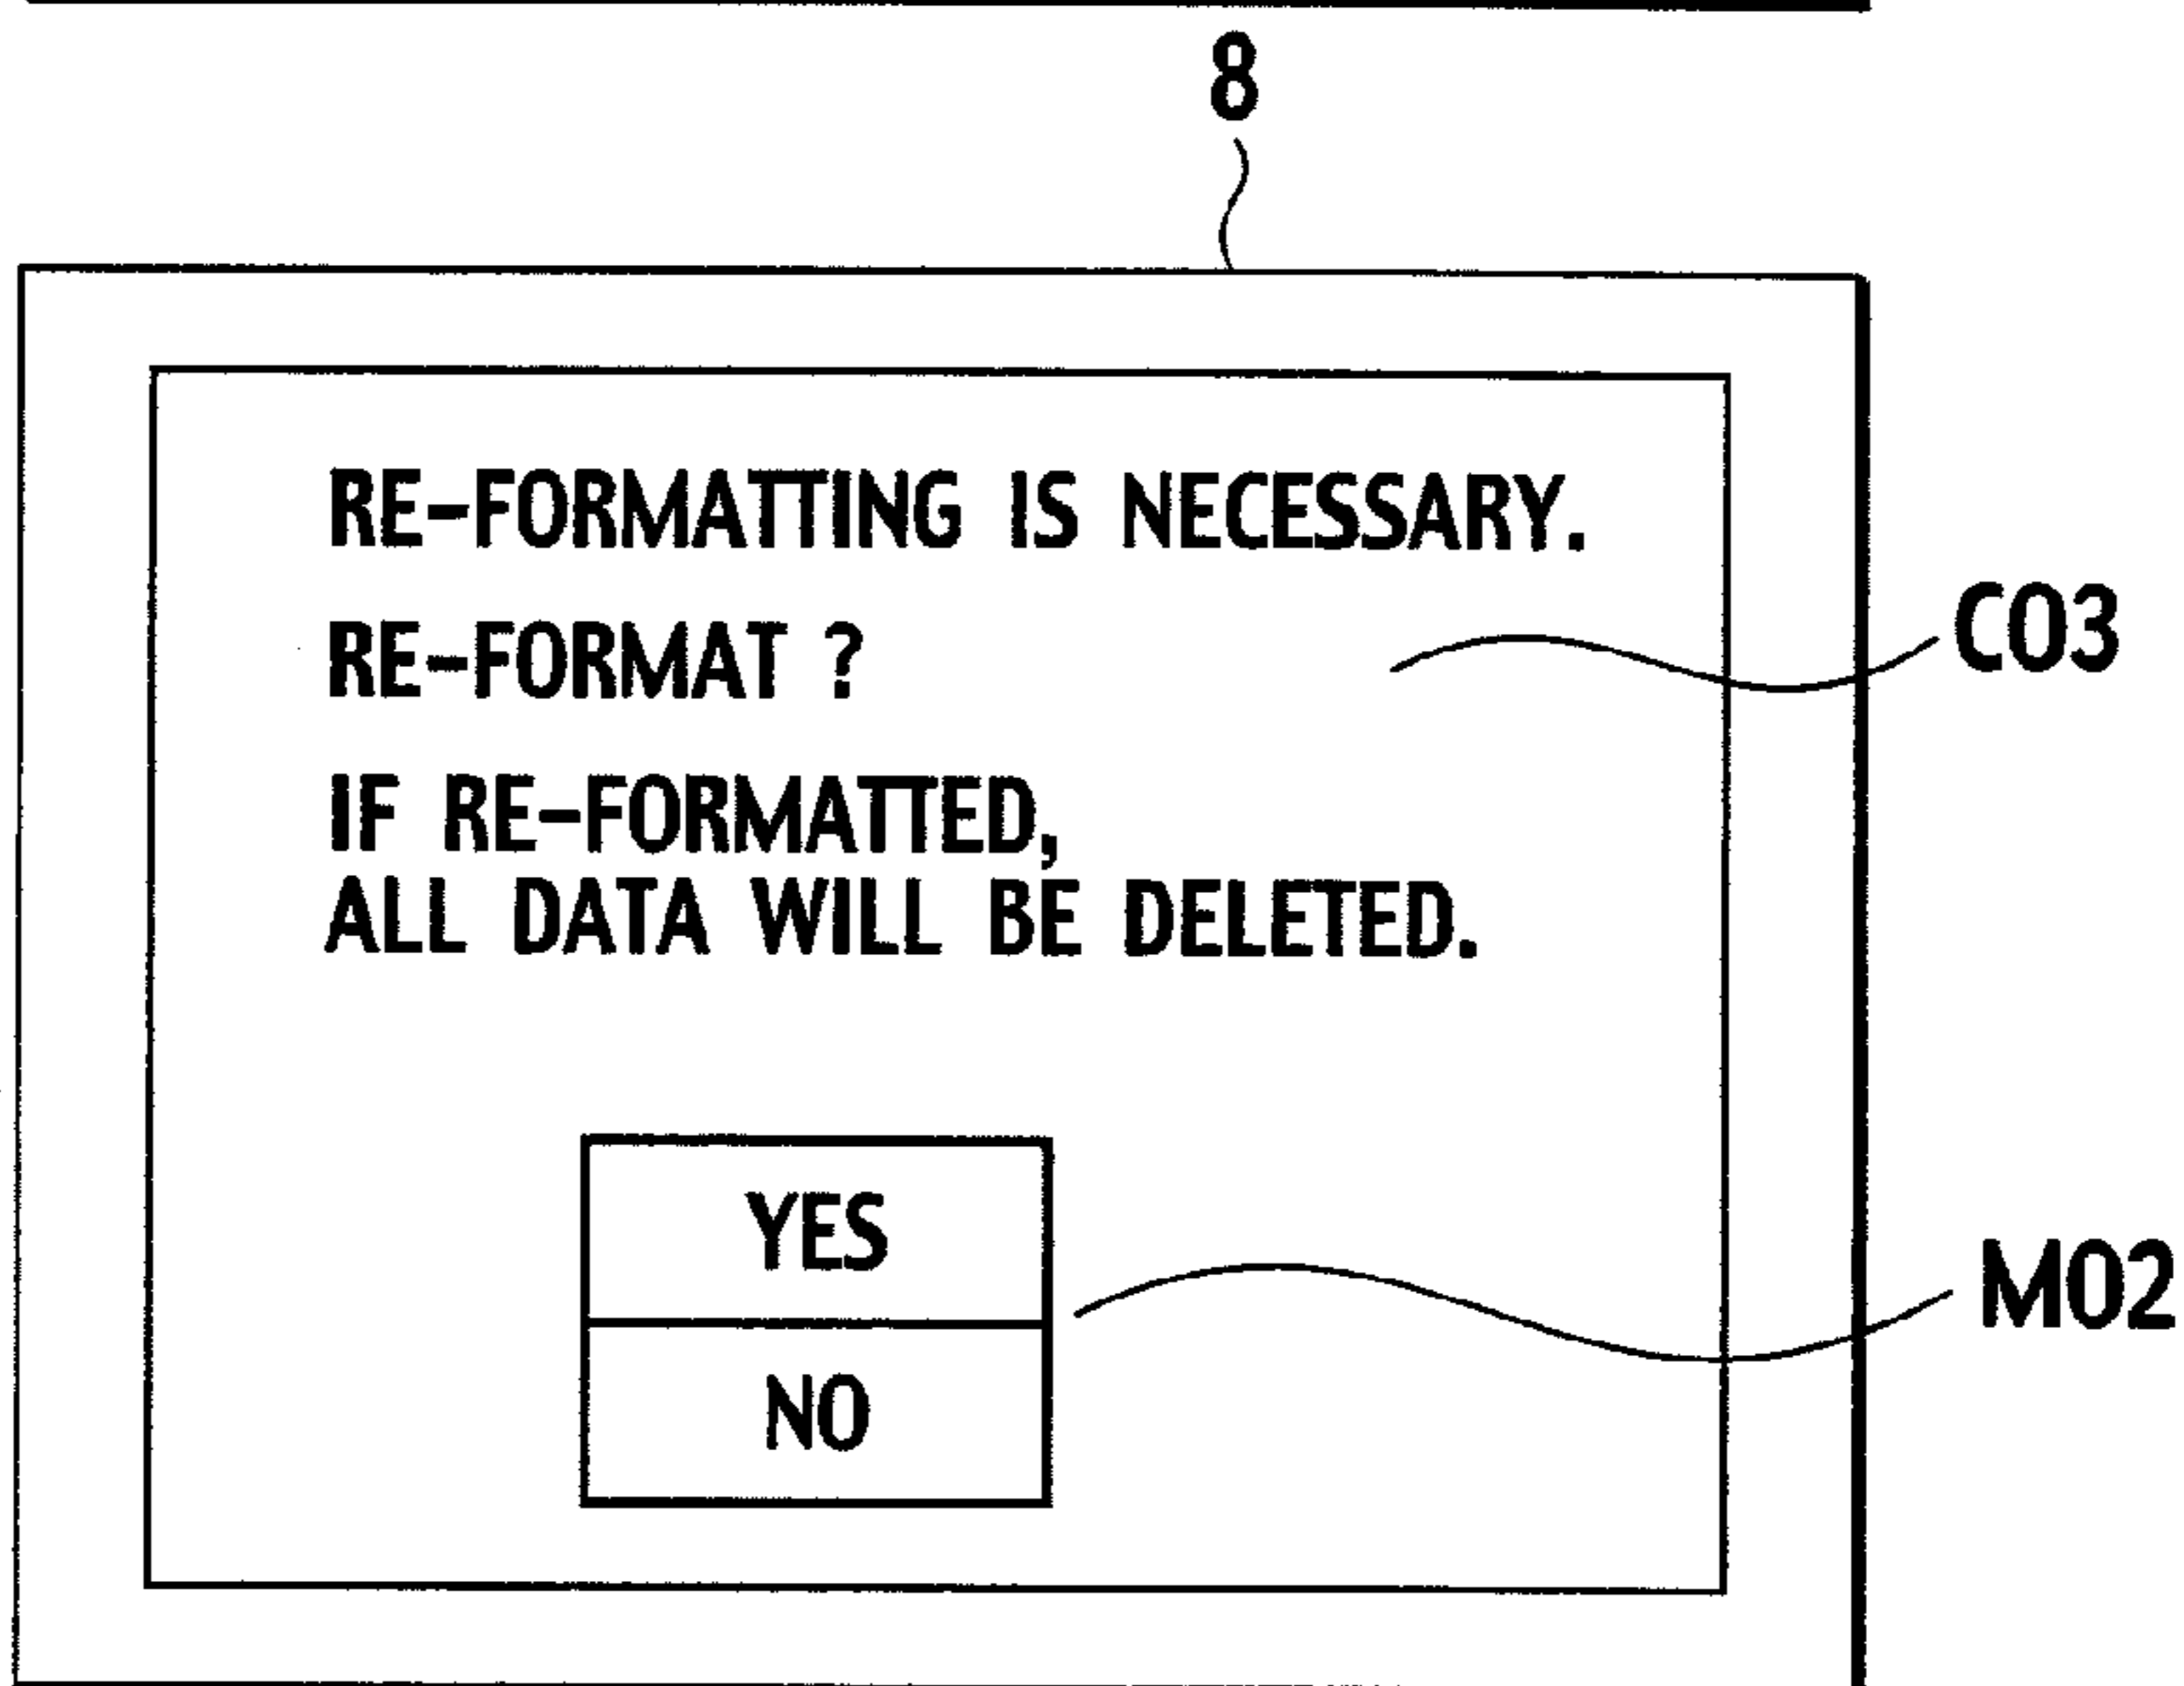 8
RE-FORMATTING IS NECESSARY.
RE-FORMAT ?
C03
IF RE-FORMATTED,
ALL DATA WILL BE DELETED.
YES
M02
NO